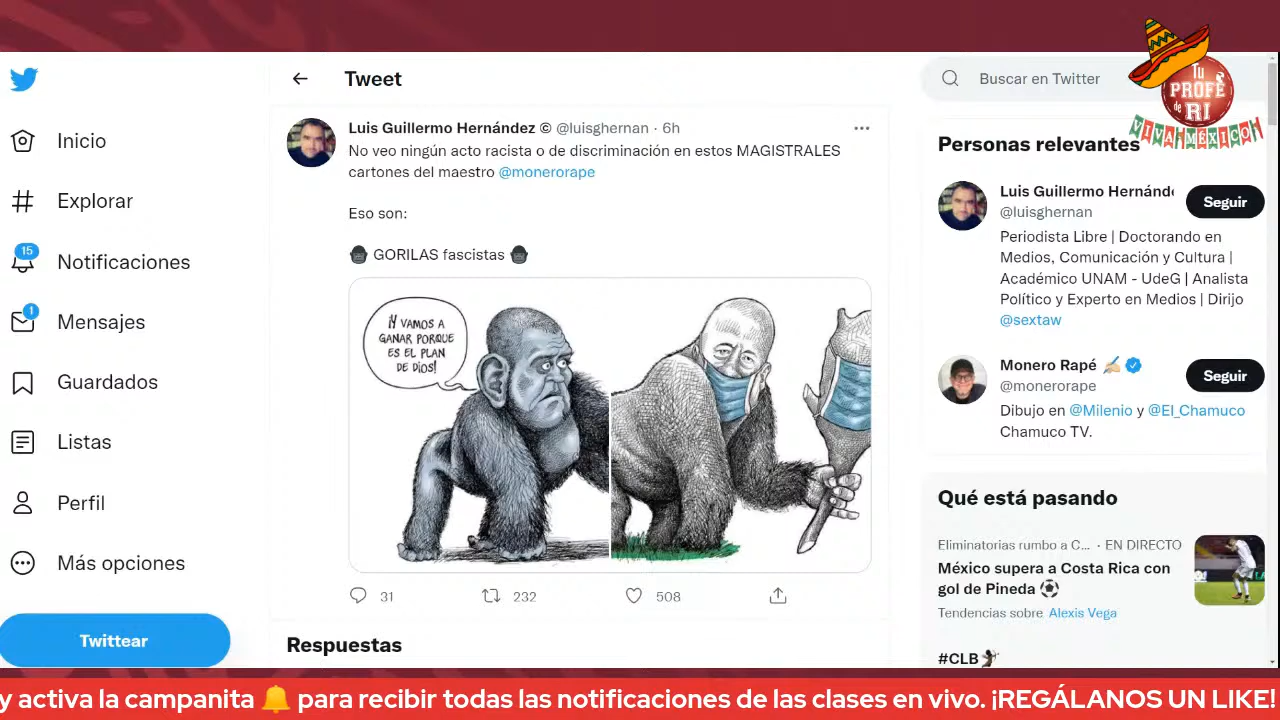 Tweet
Buscar en Twitter
Tu
PROFE
de RI
VIVA MÉXICO!
Inicio
Explorar
15
Notificaciones
1
Mensajes
Guardados
Listas
Perfil
Más opciones
Twittear
Luis Guillermo Hernández © @luisghernan · 6h
No veo ningún acto racista o de discriminación en estos MAGISTRALES
cartones del maestro @monerorape
Eso son:
GORILAS fascistas
¡Y VAMOS A
GANAR PORQUE
ES EL PLAN
DE DIOS!
31
232
508
Respuestas
Personas relevantes
Luis Guillermo Hernánde
Seguir
@luisghernan
Periodista Libre | Doctorando en
Medios, Comunicación y Cultura |
Académico UNAM - UdeG | Analista
Político y Experto en Medios | Dirijo
@sextaw
Monero Rapé
Seguir
@monerorape
Dibujo en @Milenio y @El_Chamuco
Chamuco TV.
Qué está pasando
Eliminatorias rumbo a C... · EN DIRECTO
México supera a Costa Rica con
gol de Pineda
Tendencias sobre Alexis Vega
#CLB
y activa la campanita 🔔 para recibir todas las notificaciones de las clases en vivo. ¡REGÁLANOS UN LIKE!